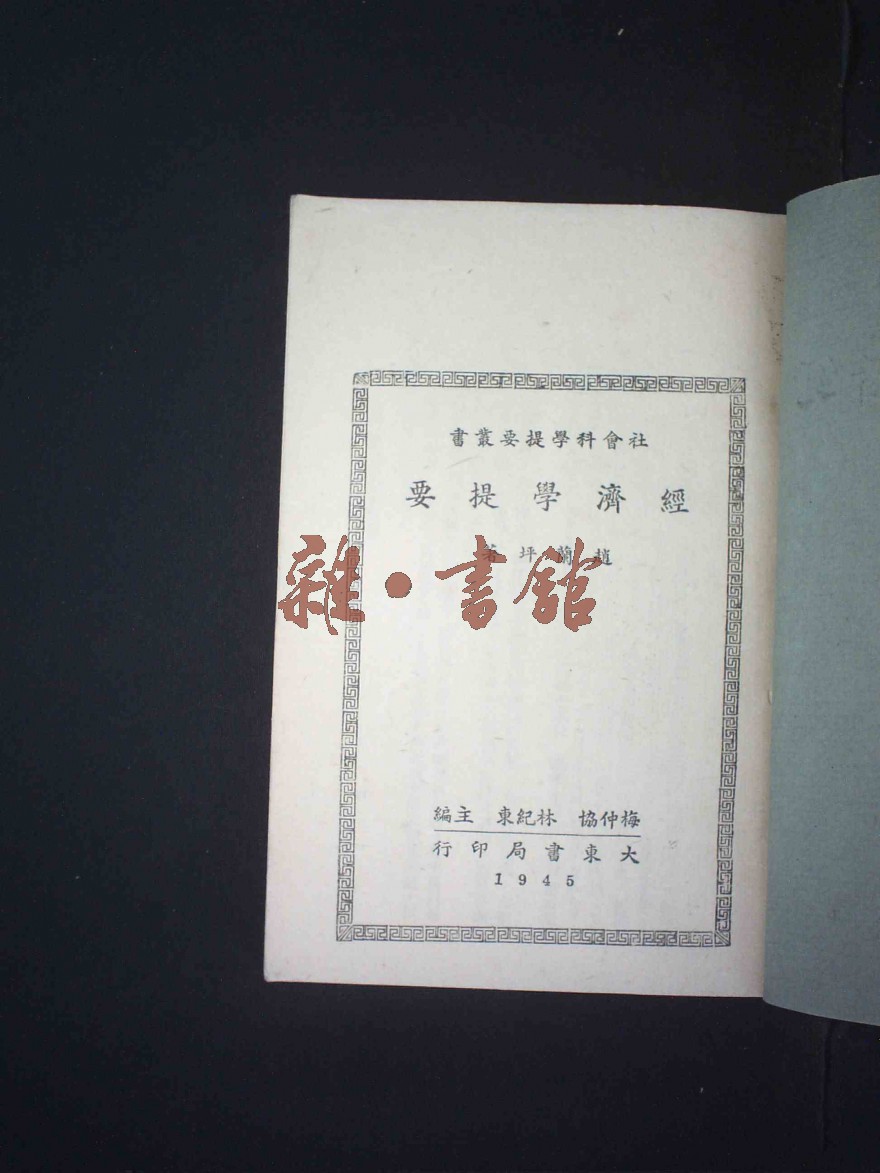 社會科學提要叢書
經濟學提要
趙蘭坪著
雜·書館
梅仲協 林紀東 主編
大東書局印行
1945